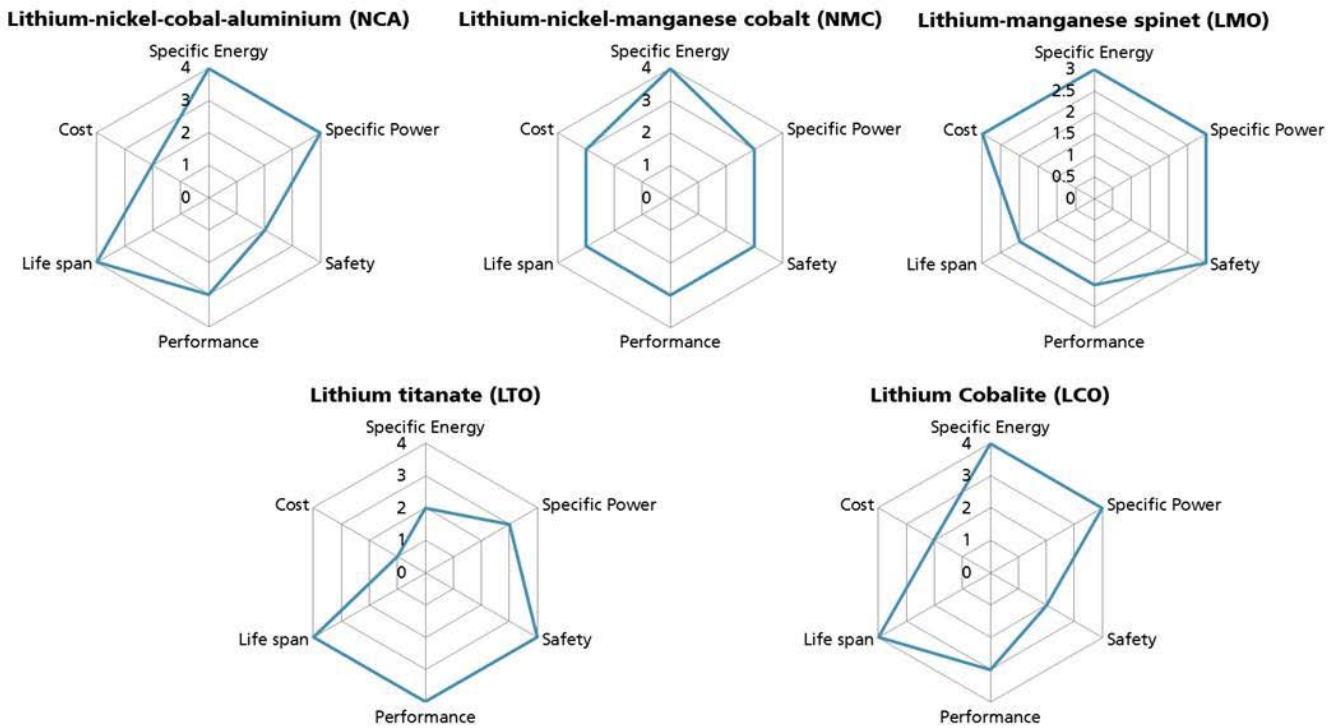 Lithium-nickel-cobal-aluminium (NCA)
Specific Energy
4
3
2
1
0
Cost
Specific Power
Life span
Safety
Performance
Lithium-nickel-manganese cobalt (NMC)
Specific Energy
4
3
2
1
0
Cost
Specific Power
Life span
Safety
Performance
Lithium-manganese spinet (LMO)
Specific Energy
3
2.5
2
1.5
1
0.5
0
Cost
Specific Power
Life span
Safety
Performance
Lithium titanate (LTO)
Specific Energy
4
3
2
1
0
Cost
Specific Power
Life span
Safety
Performance
Lithium Cobalite (LCO)
Specific Energy
4
3
2
1
0
Cost
Specific Power
Life span
Safety
Performance